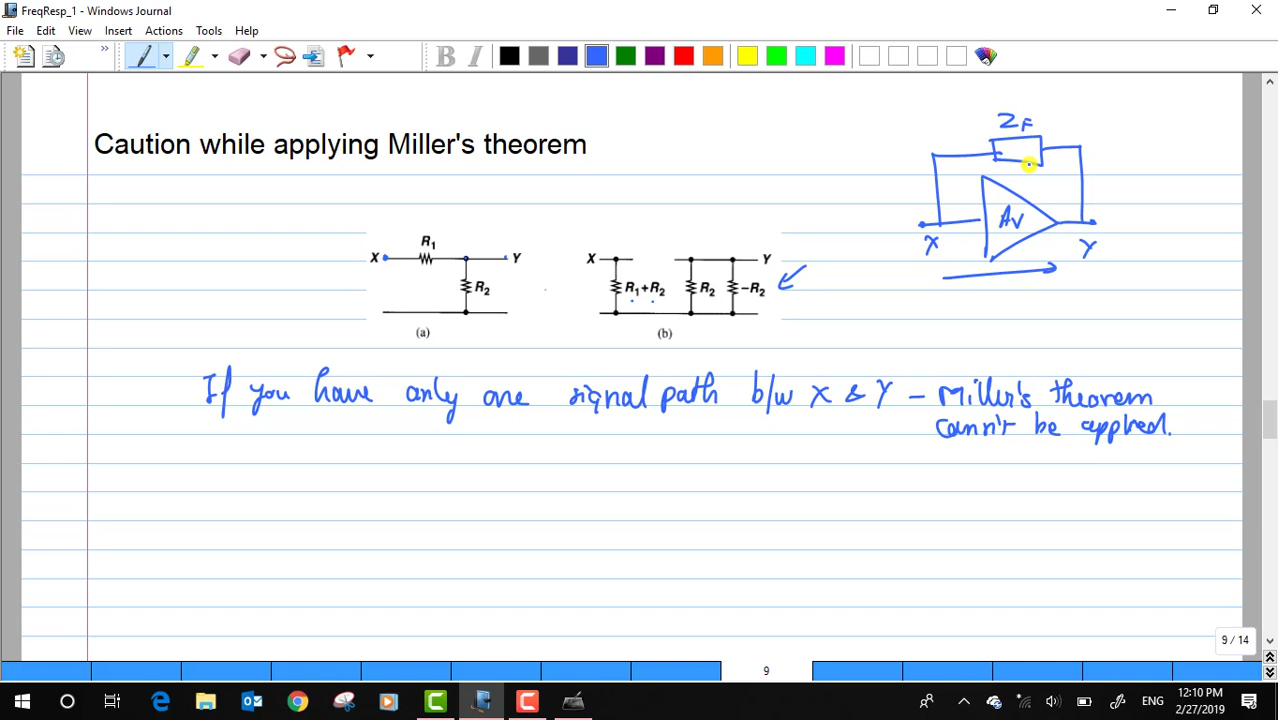 FreqResp_1 - Windows Journal
File Edit View Insert Actions Tools Help
B I
Caution while applying Miller's theorem
ZF
AV
X Y
X R1 Y
R2
(a)
X Y
R1+R2 R2 -R2
(b)
If you have only one signal path b/w X & Y - Miller's theorem
cann't be applied.
9 / 14
9
ENG
12:10 PM
2/27/2019